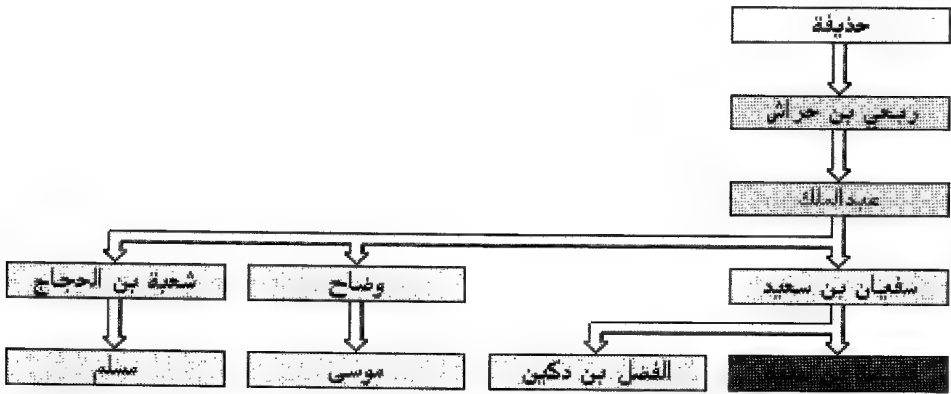 حذيفة
ربعي بن حراش
عبدالملك
سفيان بن سعيد
وضاح
شعبة بن الحجاج
الفضل بن دكين
موسى
مسلم